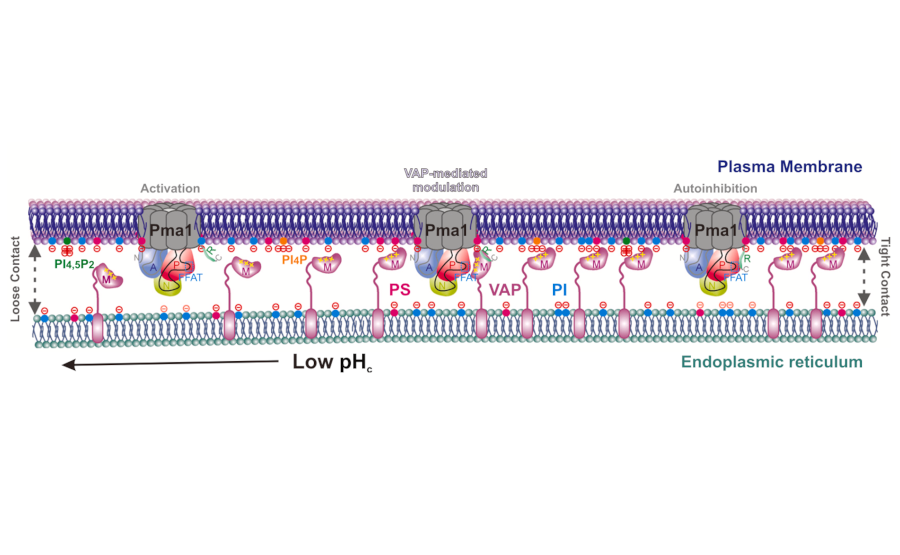 Plasma Membrane
VAP-mediated
modulation
Activation
Autoinhibition
Pma1
Pma1
Pma1
Loose Contact
Tight Contact
PI4,5P2
PI4P
N
A
P
FAT
N
R
C
M
M
M
M
N
A
P
FAT
N
R
C
M
M
M
M
N
A
P
FAT
N
R
C
M
M
PS
VAP
PI
Low pHc
Endoplasmic reticulum